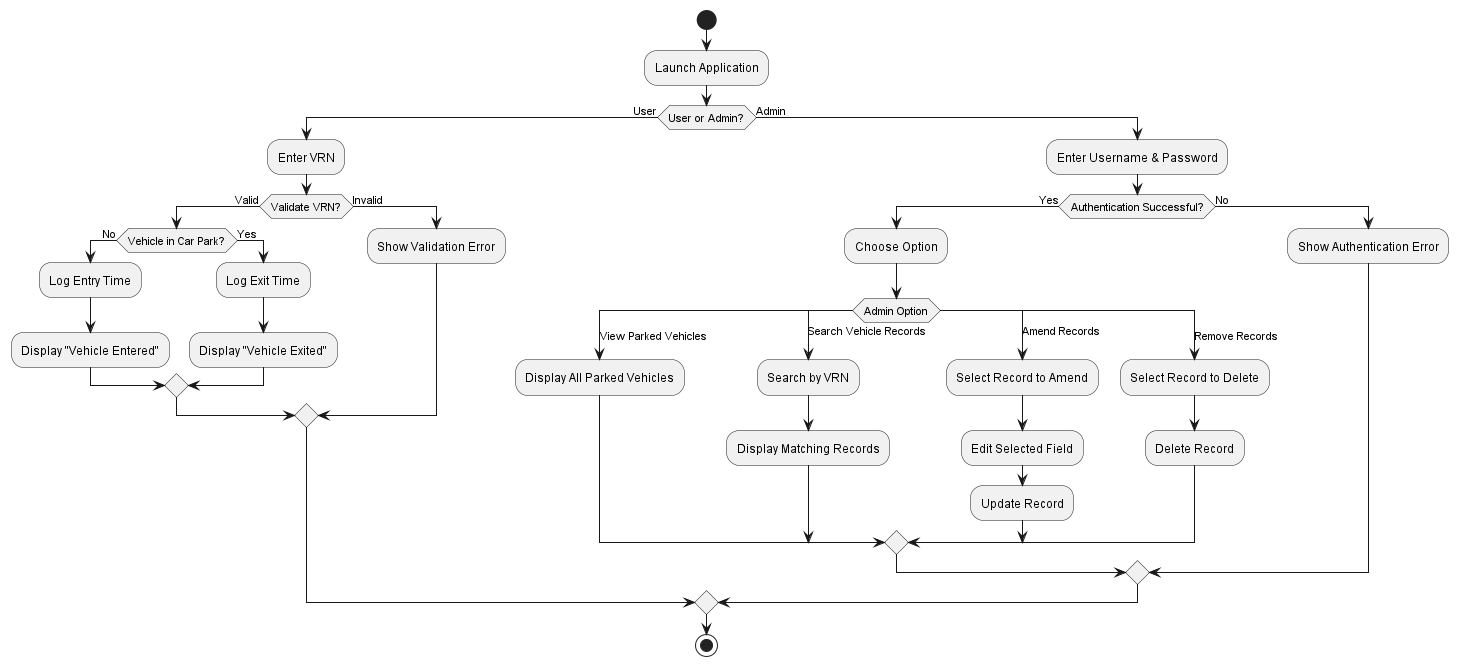 Launch Application
User
User or Admin?
Admin
Enter VRN
Enter Username & Password
Valid
Validate VRN?
Invalid
Yes
Authentication Successful?
No
No
Vehicle in Car Park?
Yes
Show Validation Error
Choose Option
Show Authentication Error
Log Entry Time
Log Exit Time
Admin Option
View Parked Vehicles
Search Vehicle Records
Amend Records
Remove Records
Display "Vehicle Entered"
Display "Vehicle Exited"
Display All Parked Vehicles
Search by VRN
Select Record to Amend
Select Record to Delete
Display Matching Records
Edit Selected Field
Delete Record
Update Record